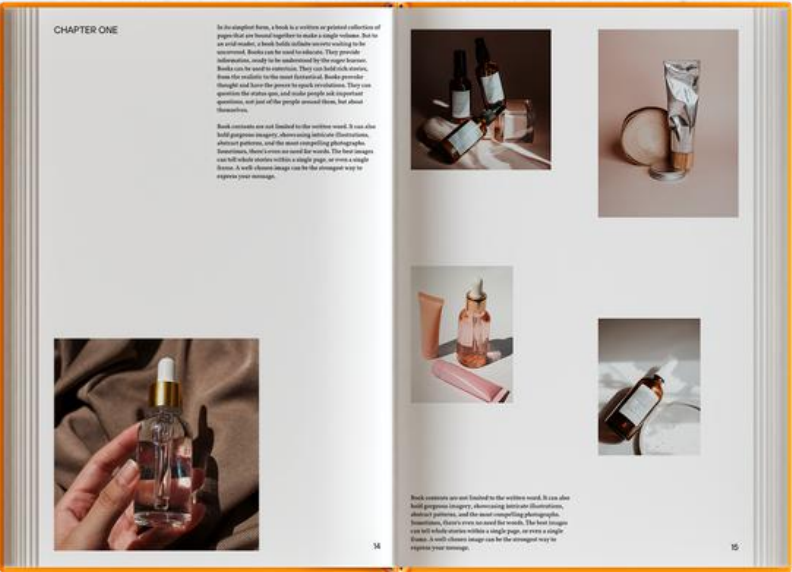 CHAPTER ONE
In its simplest form, a book is a written or printed collection of
pages that are bound together to make a single volume. But to
an avid reader, a book holds infinite secrets waiting to be
uncovered. Books can be used to educate. They provide
information, ready to be understood by the eager learner.
Books can be used to entertain. They can hold rich stories,
from the realistic to the most fantastical. Books provoke
thought and have the power to spark revolutions. They can
question the status quo, and make people ask important
questions, not just of the people around them, but about
themselves.
Book contents are not limited to the written word. It can also
hold gorgeous imagery, showcasing intricate illustrations,
abstract patterns, and the most compelling photographs.
Sometimes, there's even no need for words. The best images
can tell whole stories within a single page, or even a single
frame. A well-chosen image can be the strongest way to
express your message.
14
Book contents are not limited to the written word. It can also
hold gorgeous imagery, showcasing intricate illustrations,
abstract patterns, and the most compelling photographs.
Sometimes, there's even no need for words. The best images
can tell whole stories within a single page, or even a single
frame. A well-chosen image can be the strongest way to
express your message.
15